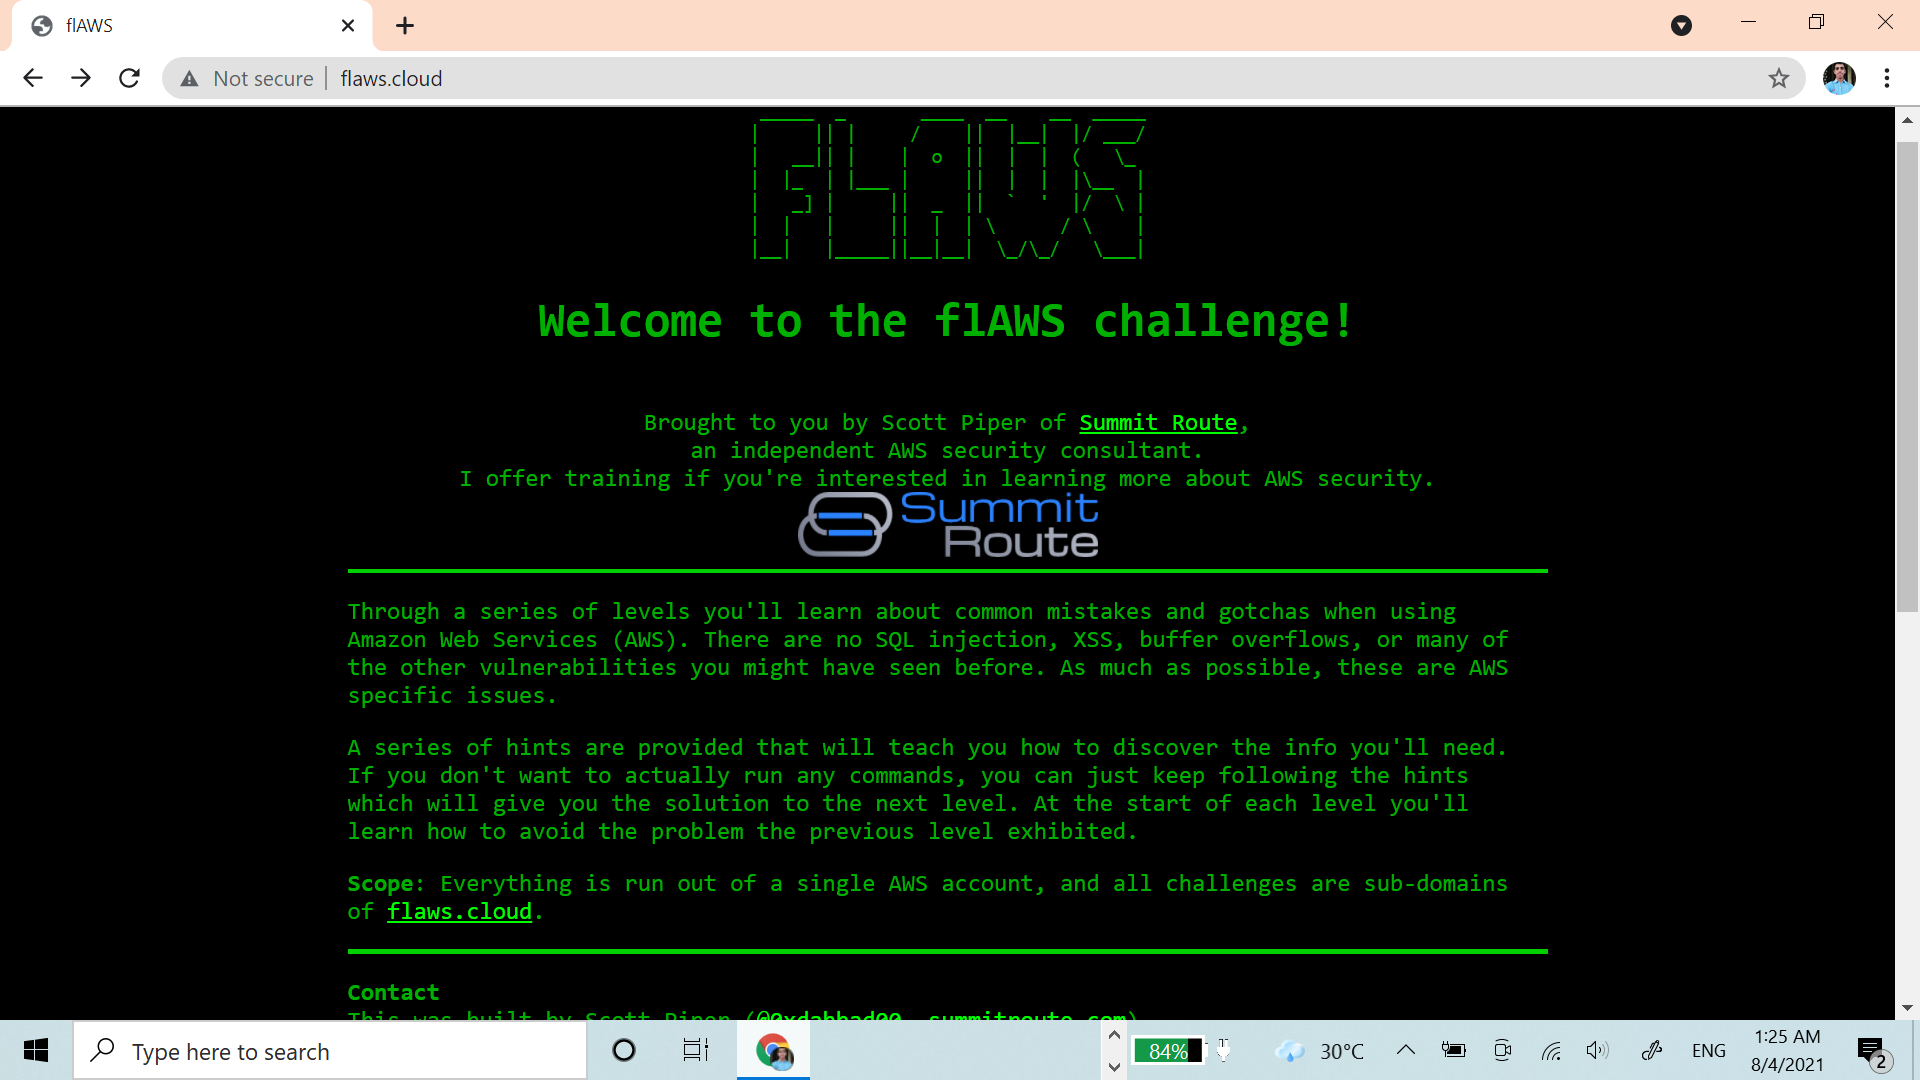 flAWS
Not secure
flaws.cloud
Welcome to the flAWS challenge!
Brought to you by Scott Piper of Summit Route,
an independent AWS security consultant.
I offer training if you're interested in learning more about AWS security.
Summit
Route
Through a series of levels you'll learn about common mistakes and gotchas when using
Amazon Web Services (AWS). There are no SQL injection, XSS, buffer overflows, or many of
the other vulnerabilities you might have seen before. As much as possible, these are AWS
specific issues.
A series of hints are provided that will teach you how to discover the info you'll need.
If you don't want to actually run any commands, you can just keep following the hints
which will give you the solution to the next level. At the start of each level you'll
learn how to avoid the problem the previous level exhibited.
Scope: Everything is run out of a single AWS account, and all challenges are sub-domains
of flaws.cloud.
Contact
This was built by Scott Piper (@0xdabbad00, summitroute.com)
Type here to search
84%
30°C
ENG
1:25 AM
8/4/2021
2